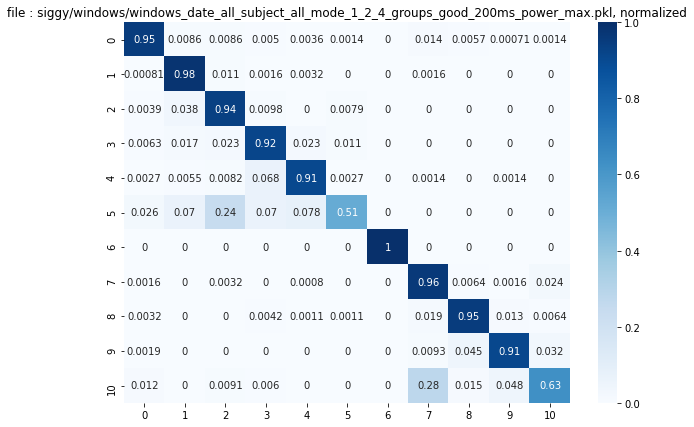 file : siggy/windows/windows_date_all_subject_all_mode_1_2_4_groups_good_200ms_power_max.pkl, normalized
0 0.95 0.0086 0.0086 0.005 0.0036 0.0014 0 0.014 0.0057 0.00071 0.0014
1 0.00081 0.98 0.011 0.0016 0.0032 0 0 0.0016 0 0 0
2 0.0039 0.038 0.94 0.0098 0 0.0079 0 0 0 0 0
3 0.0063 0.017 0.023 0.92 0.023 0.011 0 0 0 0 0
4 0.0027 0.0055 0.0082 0.068 0.91 0.0027 0 0.0014 0 0.0014 0
5 0.026 0.07 0.24 0.07 0.078 0.51 0 0 0 0 0
6 0 0 0 0 0 0 1 0 0 0 0
7 0.0016 0 0.0032 0 0.0008 0 0 0.96 0.0064 0.0016 0.024
8 0.0032 0 0 0.0042 0.0011 0.0011 0 0.019 0.95 0.013 0.0064
9 0.0019 0 0 0 0 0 0 0.0093 0.045 0.91 0.032
10 0.012 0 0.0091 0.006 0 0 0 0.28 0.015 0.048 0.63
0 1 2 3 4 5 6 7 8 9 10
1.0
0.8
0.6
0.4
0.2
0.0